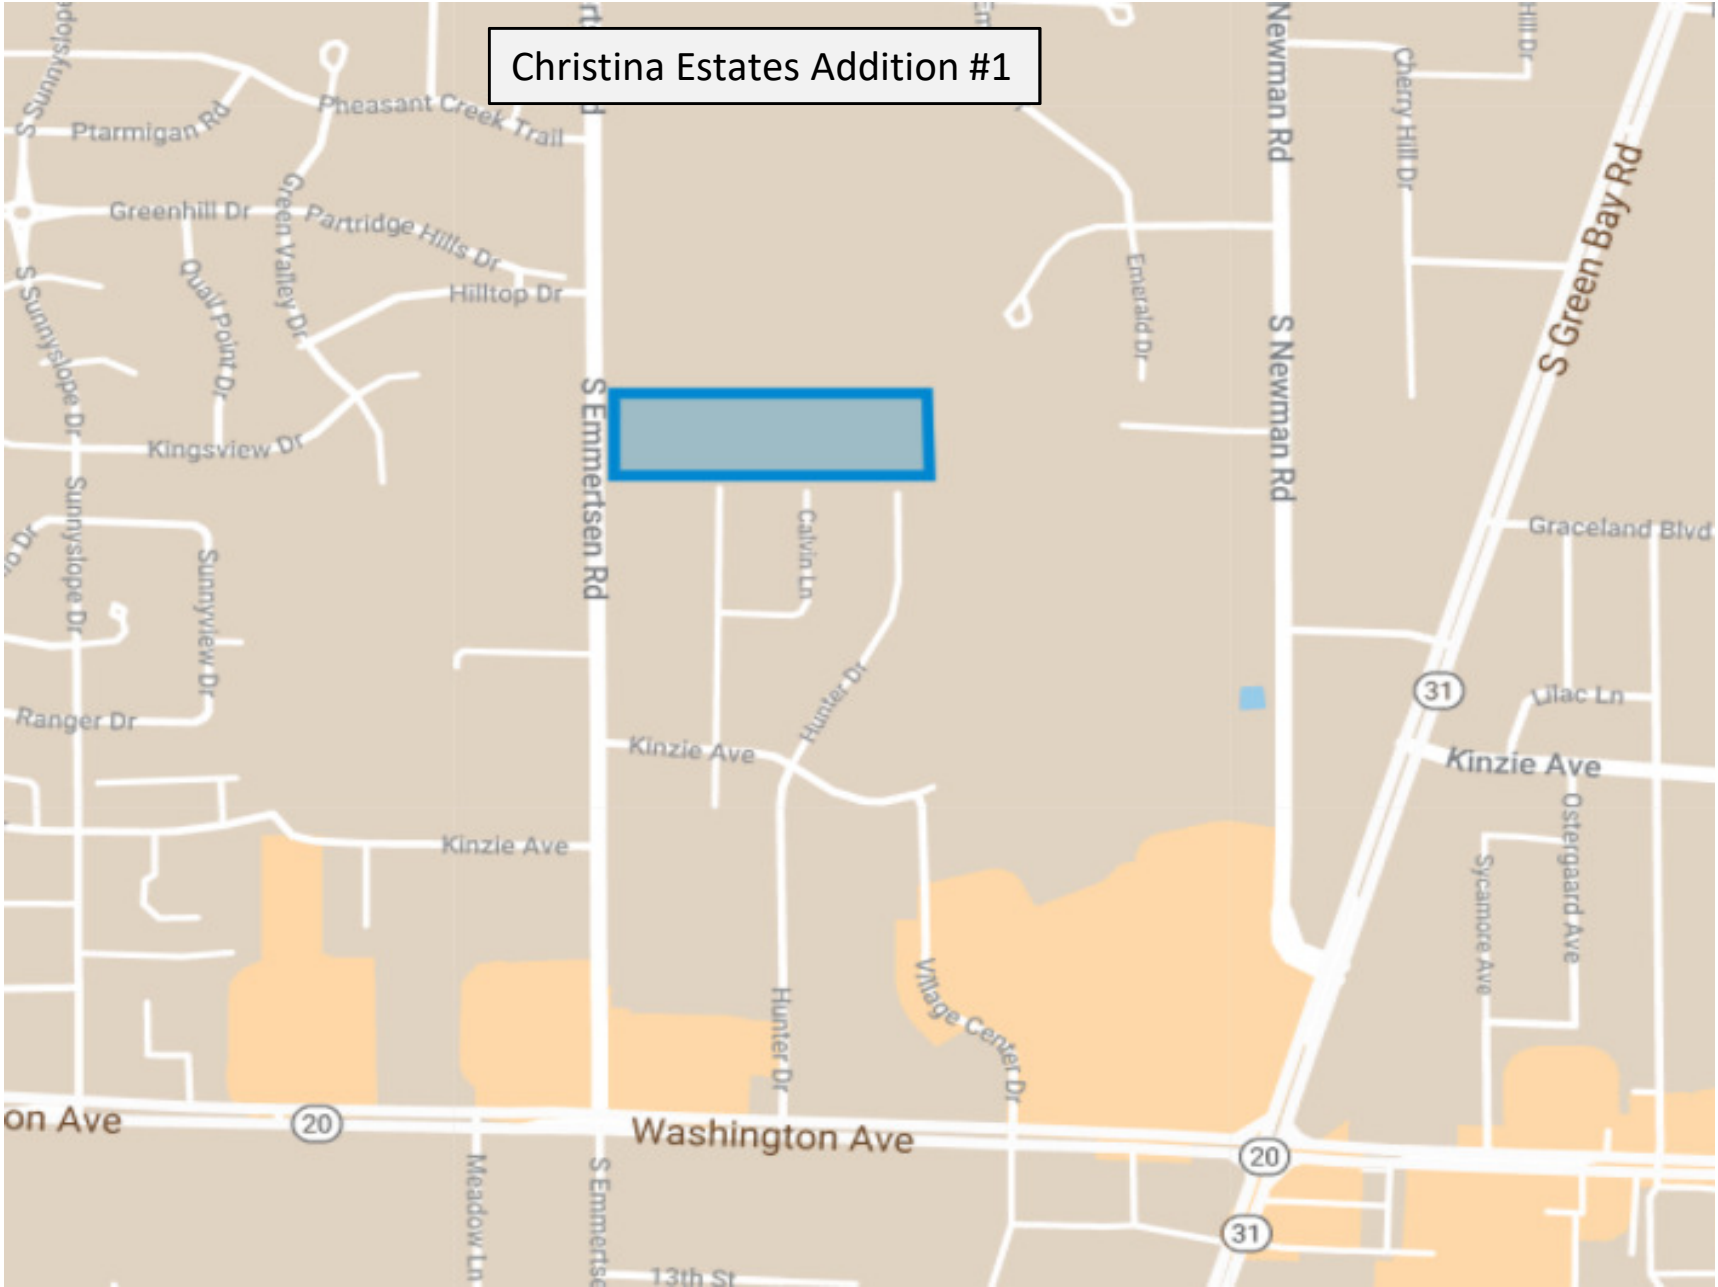 Christina Estates Addition #1
S Sunnyslope
Ptarmigan Rd
Pheasant Creek Trail
Newman Rd
Cherry Hill Dr
Hill Dr
S Green Bay Rd
Greenhill Dr
Green Valley Dr
Partridge Hills Dr
Hilltop Dr
Quail Point Dr
Emerald Dr
S Sunnyslope Dr
S Newman Rd
S Emmertsen Rd
Kingsview Dr
Sunnyslope Dr
Sunnyview Dr
Calvin Ln
Graceland Blvd
Hunter Dr
31
Lilac Ln
Ranger Dr
Kinzie Ave
Kinzie Ave
Kinzie Ave
Ostergaard Ave
Sycamore Ave
Hunter Dr
Village Center Dr
on Ave
20
Washington Ave
20
Meadow Ln
S Emmertse
31
13th St